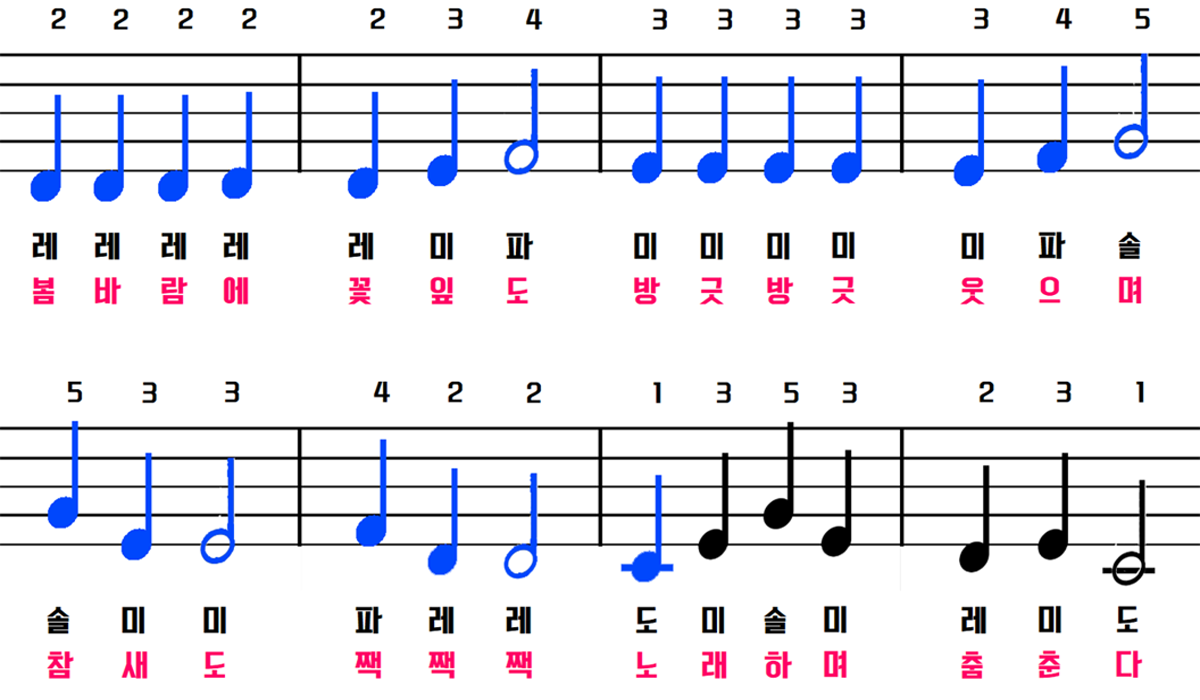 2 2 2 2 2 3 4 3 3 3 3 3 4 5
레 레 레 레 레 미 파 미 미 미 미 미 파 솔
봄 바 람 에 꽃 잎 도 방 긋 방 긋 웃 으 며
5 3 3 4 2 2 1 3 5 3 2 3 1
솔 미 미 파 레 레 도 미 솔 미 레 미 도
참 새 도 짹 짹 짹 노 래 하 며 춤 춘 다